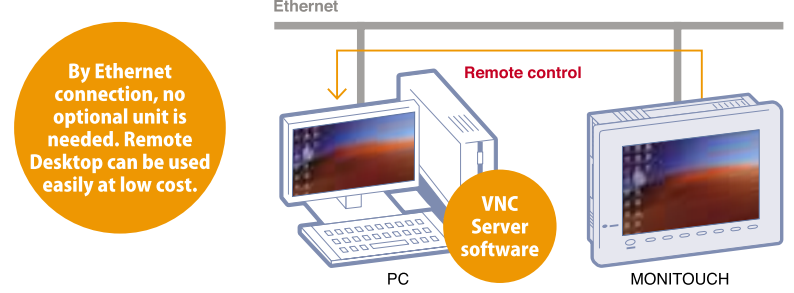 Ethernet
By Ethernet
connection, no
optional unit is
needed. Remote
Desktop can be used
easily at low cost.
Remote control
VNC
Server
software
PC
MONITOUCH